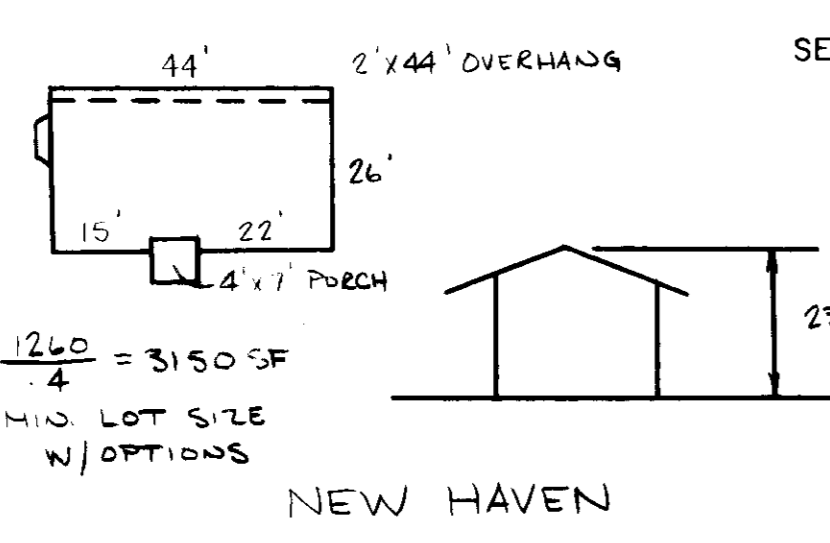 44' 2'X44' OVERHANG
SE
26'
15' 22'
4'x7' PORCH
23
1260
.4
= 3150 SF
MIN. LOT SIZE
W/OPTIONS
NEW HAVEN